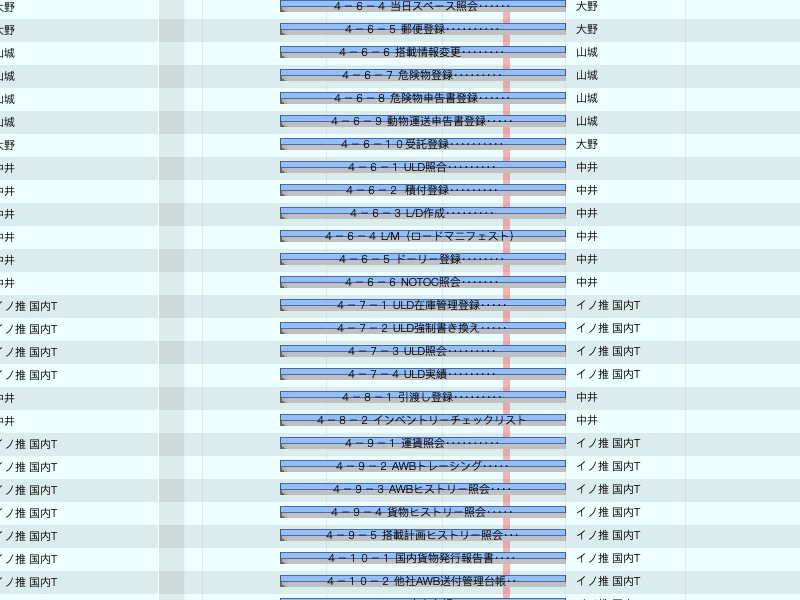 大野 ４－６－４ 当日スペース照会‥‥‥ 大野
大野 ４－６－５ 郵便登録‥‥‥‥‥ 大野
山城 ４－６－６ 搭載情報変更‥‥‥‥ 山城
山城 ４－６－７ 危険物登録‥‥‥‥‥ 山城
山城 ４－６－８ 危険物申告書登録‥‥‥ 山城
山城 ４－６－９ 動物運送申告書登録‥‥‥ 山城
大野 ４－６－１０受託登録‥‥‥‥‥ 大野
中井 ４－６－１ ULD照合‥‥‥‥‥ 中井
中井 ４－６－２ 積付登録‥‥‥‥‥ 中井
中井 ４－６－３ L/D作成‥‥‥‥‥ 中井
中井 ４－６－４ L/M（ロードマニフェスト） 中井
中井 ４－６－５ ドーリー登録‥‥‥‥ 中井
中井 ４－６－６ NOTOC照会‥‥‥‥ 中井
イノ推 国内T ４－７－１ ULD在庫管理登録‥‥‥ イノ推 国内T
イノ推 国内T ４－７－２ ULD強制書き換え‥‥‥ イノ推 国内T
イノ推 国内T ４－７－３ ULD照会‥‥‥‥‥ イノ推 国内T
イノ推 国内T ４－７－４ ULD実績‥‥‥‥‥ イノ推 国内T
中井 ４－８－１ 引渡し登録‥‥‥‥‥ 中井
中井 ４－８－２ インベントリーチェックリスト 中井
イノ推 国内T ４－９－１ 運賃照会‥‥‥‥‥ イノ推 国内T
イノ推 国内T ４－９－２ AWBトレーシング‥‥‥ イノ推 国内T
イノ推 国内T ４－９－３ AWBヒストリー照会‥‥ イノ推 国内T
イノ推 国内T ４－９－４ 貨物ヒストリー照会‥‥‥ イノ推 国内T
イノ推 国内T ４－９－５ 搭載計画ヒストリー照会‥‥ イノ推 国内T
イノ推 国内T ４－１０－１ 国内貨物発行報告書‥‥ イノ推 国内T
イノ推 国内T ４－１０－２ 他社AWB送付管理台帳‥ イノ推 国内T